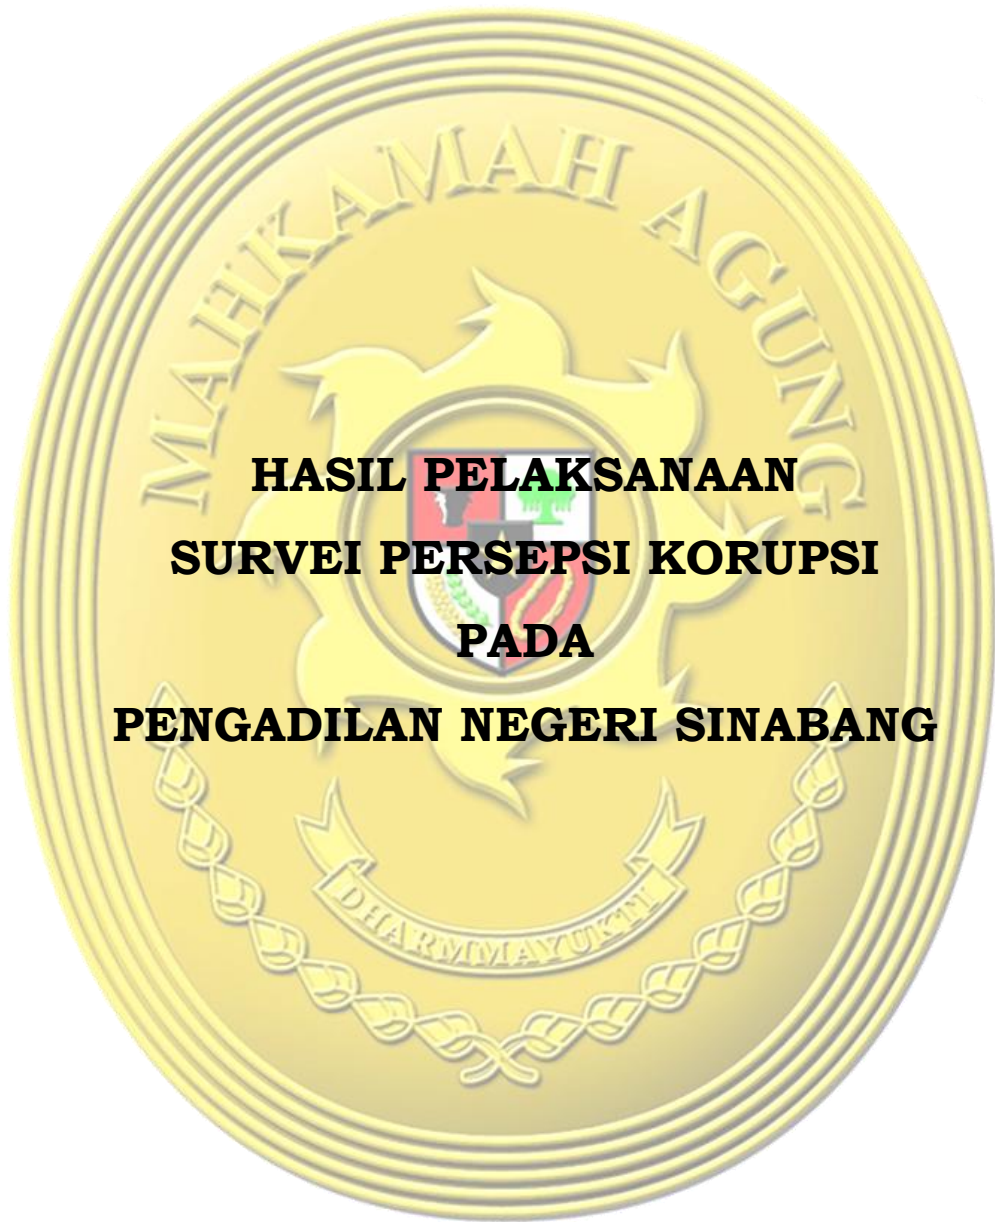 MAHKAMAH AGUNG
HASIL PELAKSANAAN
SURVEI PERSEPSI KORUPSI
PADA
PENGADILAN NEGERI SINABANG
DHARMMAYUKTI